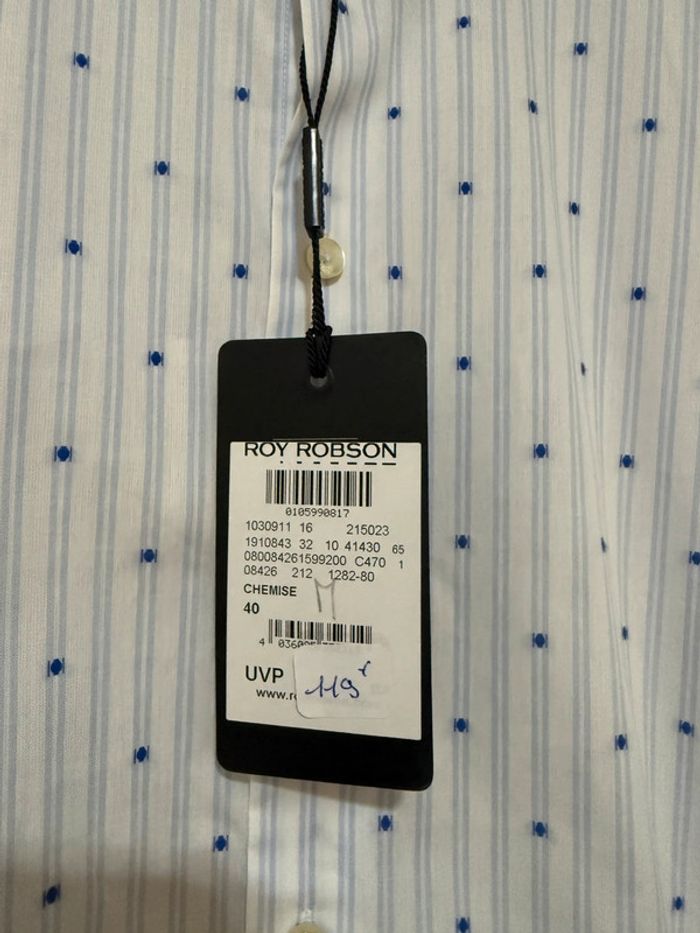 ROY ROBSON
0105990817
1030911 16 215023
1910843 32 10 41430 65
080084261599200 C470 1
08426 212 1282-80
CHEMISE M
40
4
UVP 119